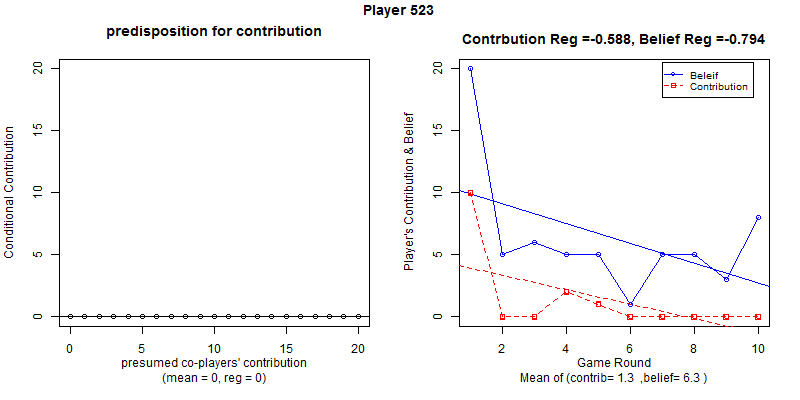 Player 523
predisposition for contribution
Conditional Contribution
20
15
10
5
0
0 5 10 15 20
presumed co-players' contribution
(mean = 0, reg = 0)
Contrbution Reg =-0.588, Belief Reg =-0.794
Player's Contribution & Belief
20
15
10
5
0
Beleif
Contribution
2 4 6 8 10
Game Round
Mean of (contrib= 1.3 ,belief= 6.3 )